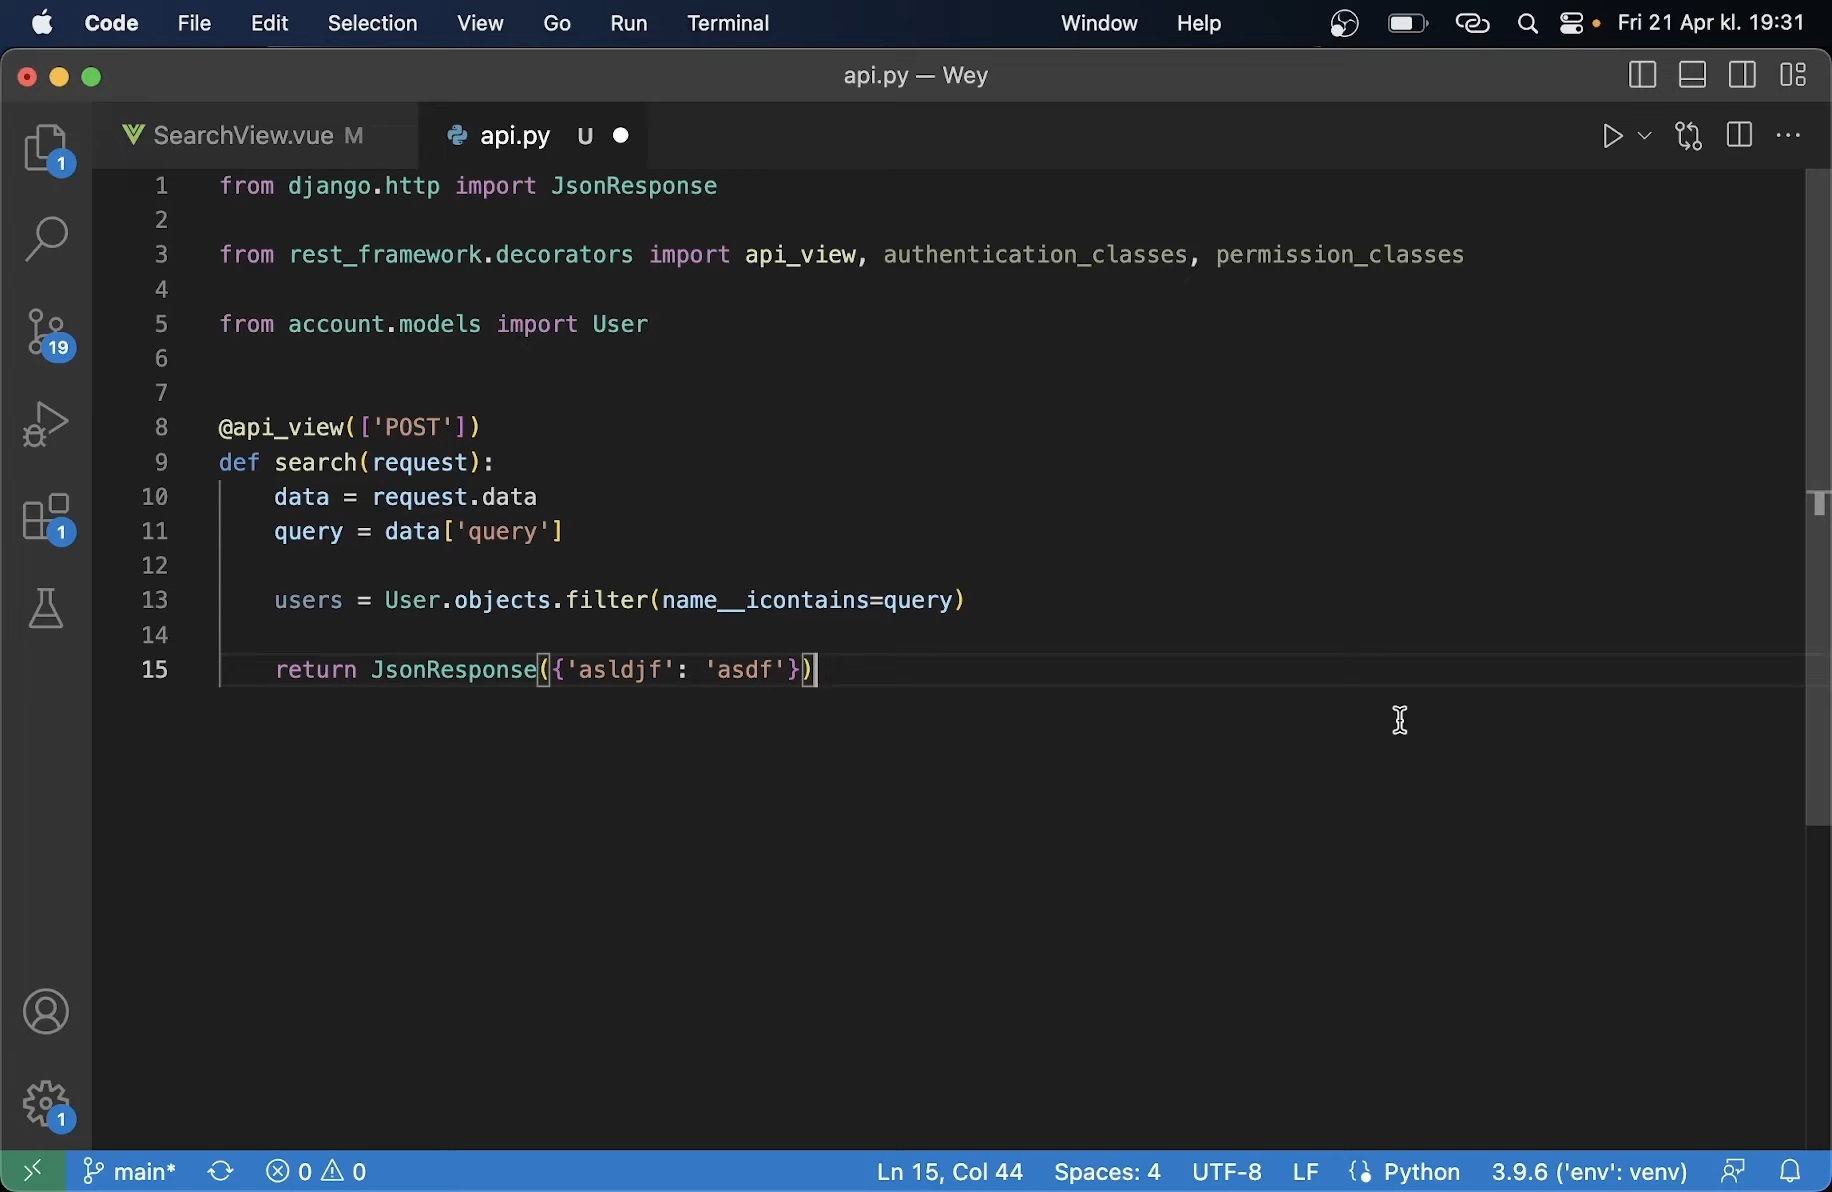 Code File Edit Selection View Go Run Terminal Window Help Fri 21 Apr kl. 19:31
api.py — Wey
SearchView.vue M api.py U
1 from django.http import JsonResponse
2
3 from rest_framework.decorators import api_view, authentication_classes, permission_classes
4
5 from account.models import User
6
7
8 @api_view(['POST'])
9 def search(request):
10 data = request.data
11 query = data['query']
12
13 users = User.objects.filter(name__icontains=query)
14
15 return JsonResponse({'asldjf': 'asdf'})
1
19
1
1
main* 0 0 Ln 15, Col 44 Spaces: 4 UTF-8 LF Python 3.9.6 ('env': venv)